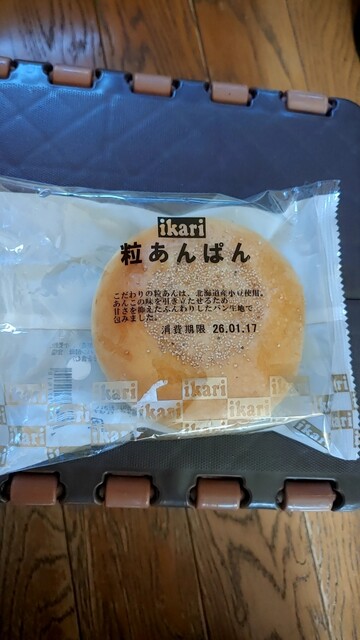 ikari
粒あんぱん
こだわりの粒あんは、北海道産小豆使用。
あんこの味を引き立たせるため
甘さを抑えたふんわりしたパン生地で
包みました。
消費期限 26.01.17
ikari
ikari
ikari
ikari
ikari
ikari